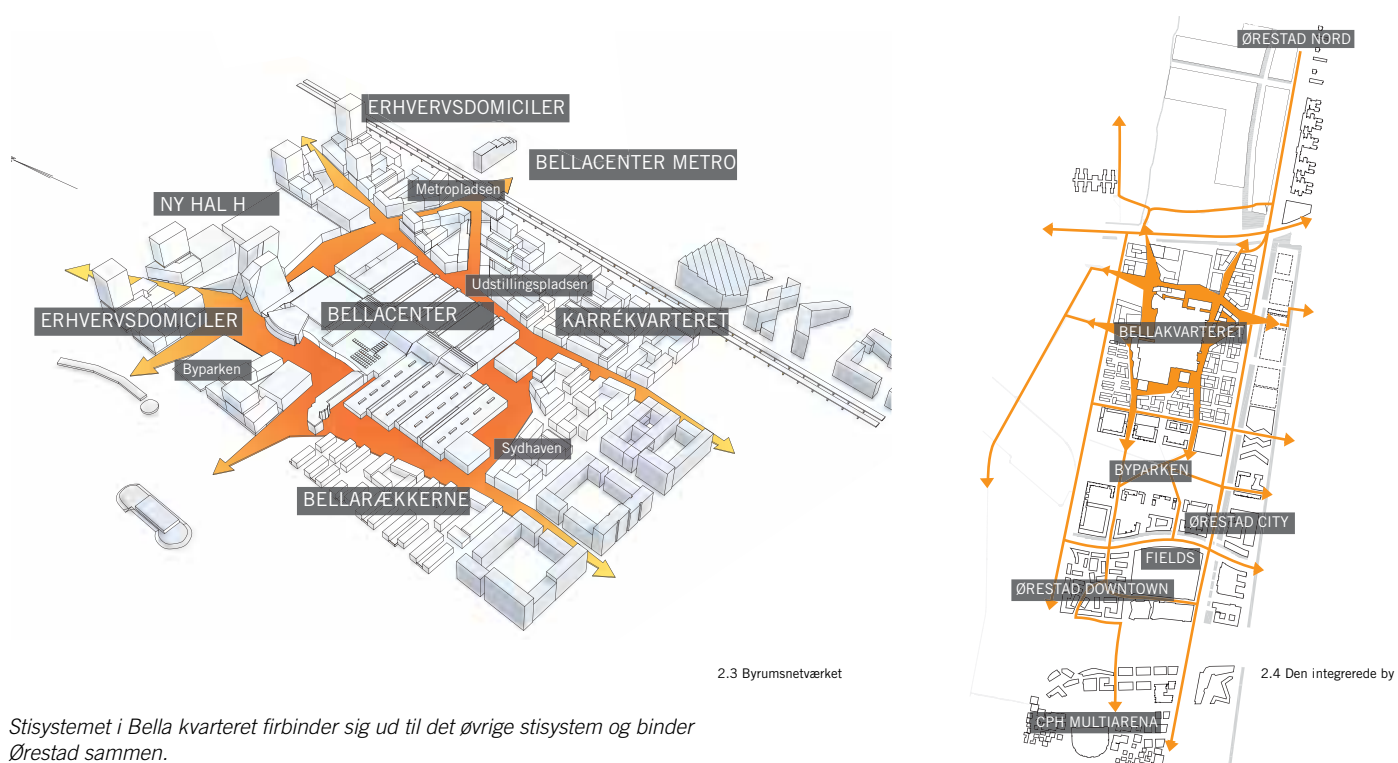 ERHVERVSDOMICILER
BELLACENTER METRO
Metropladsen
NY HAL H
Udstillingspladsen
BELLACENTER
KARRÉKVARTERET
ERHVERVSDOMICILER
Byparken
Sydhaven
BELLARÆKKERNE
2.3 Byrumsnetværket
Stisystemet i Bella kvarteret firbinder sig ud til det øvrige stisystem og binder
Ørestad sammen.
ØRESTAD NORD
BELLAKVARTERET
BYPARKEN
ØRESTAD CITY
FIELDS
ØRESTAD DOWNTOWN
CPH MULTIARENA
2.4 Den integrerede by